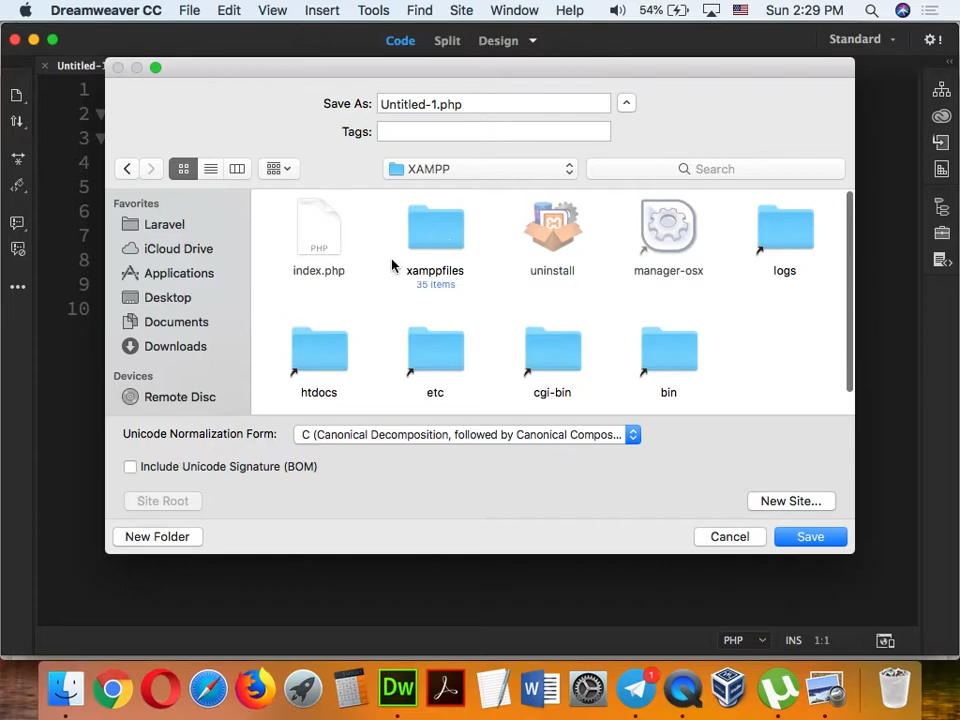 Dreamweaver CC File Edit View Insert Format Tools Find Site Window Help 54% Sun 2:29 PM
Code Split Design Standard
Untitled-1
Save As: Untitled-1.php
Tags:
XAMPP Search
Favorites
Laravel
iCloud Drive
Applications
Desktop
Documents
Downloads
Devices
Remote Disc
PHP
index.php xamppfiles uninstall manager-osx logs
35 items
htdocs etc cgi-bin bin
1
2
3
4
5
6
7
8
9
10
Unicode Normalization Form: C (Canonical Decomposition, followed by Canonical Compos...
Include Unicode Signature (BOM)
Site Root New Site...
New Folder Cancel Save
PHP INS 1:1
Dw W 1